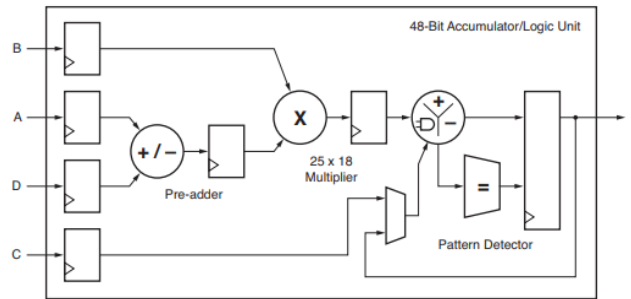 48-Bit Accumulator/Logic Unit
B
A
D
C
+ / –
Pre-adder
X
25 x 18
Multiplier
+
–
=
Pattern Detector